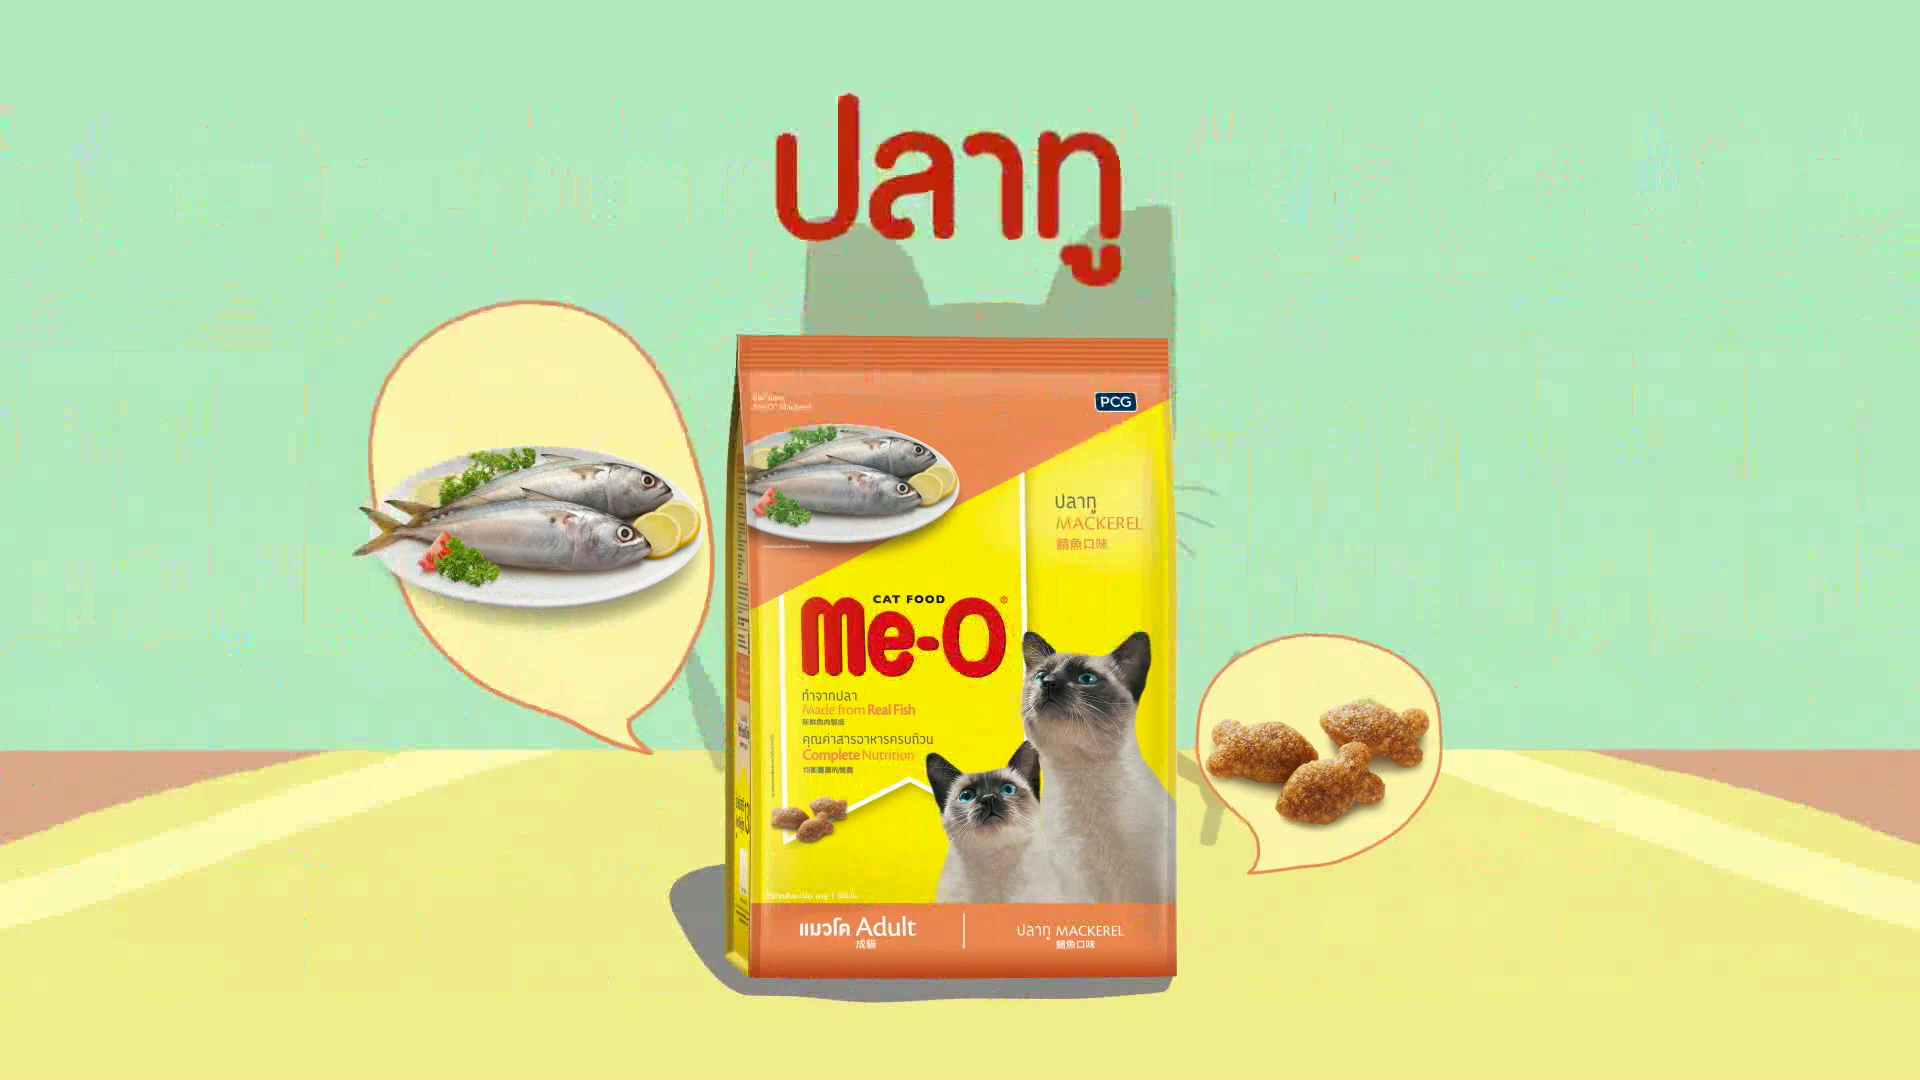 ปลาทู
PCG
Me-O® Mackerel
ปลาทู
MACKEREL
鯖魚口味
CAT FOOD
Me-O®
ทำจากปลา
Made from Real Fish
คุณค่าสารอาหารครบถ้วน
Complete Nutrition
แมวโต Adult
成貓
ปลาทู MACKEREL
鯖魚口味